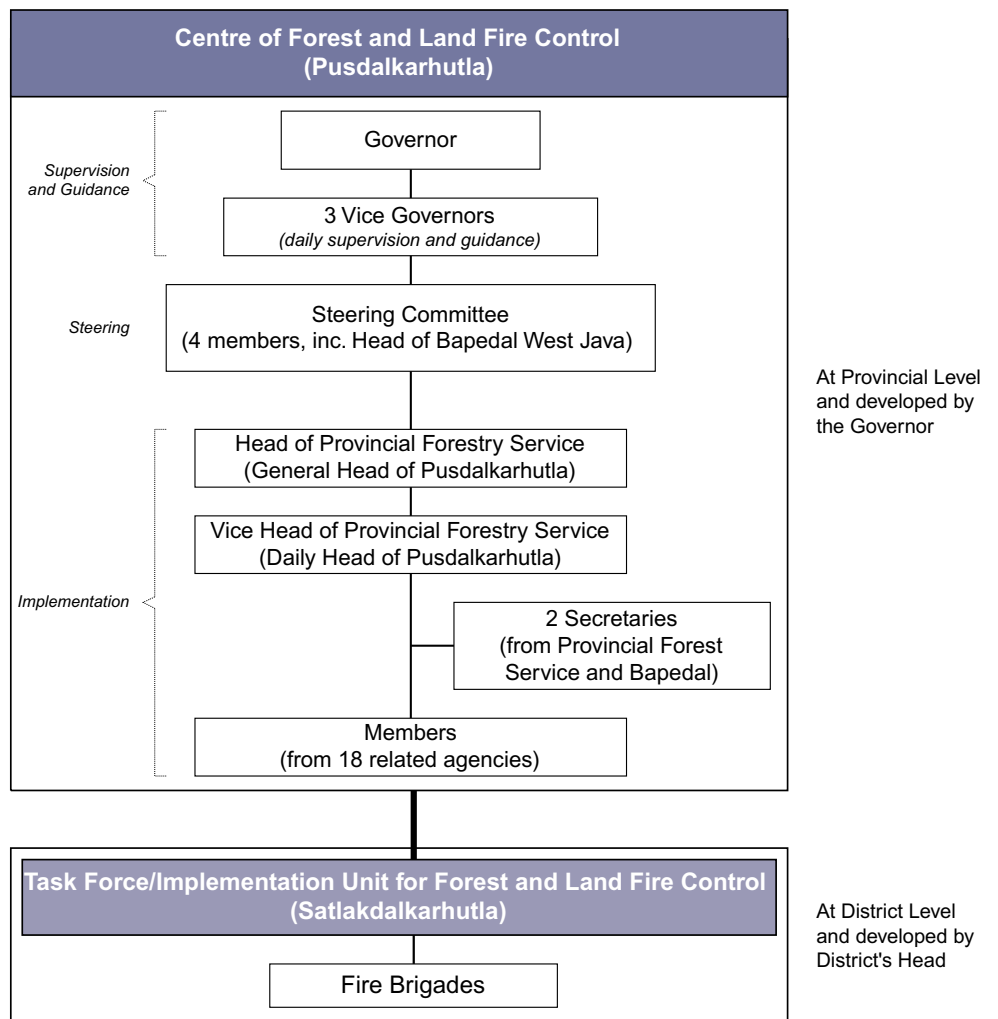 Centre of Forest and Land Fire Control
(Pusdalkarhutla)
Governor
Supervision
and Guidance
3 Vice Governors
(daily supervision and guidance)
Steering
Steering Committee
(4 members, inc. Head of Bapedal West Java)
At Provincial Level
and developed by
the Governor
Head of Provincial Forestry Service
(General Head of Pusdalkarhutla)
Vice Head of Provincial Forestry Service
(Daily Head of Pusdalkarhutla)
Implementation
2 Secretaries
(from Provincial Forest
Service and Bapedal)
Members
(from 18 related agencies)
Task Force/Implementation Unit for Forest and Land Fire Control
(Satlakdalkarhutla)
At District Level
and developed by
District's Head
Fire Brigades